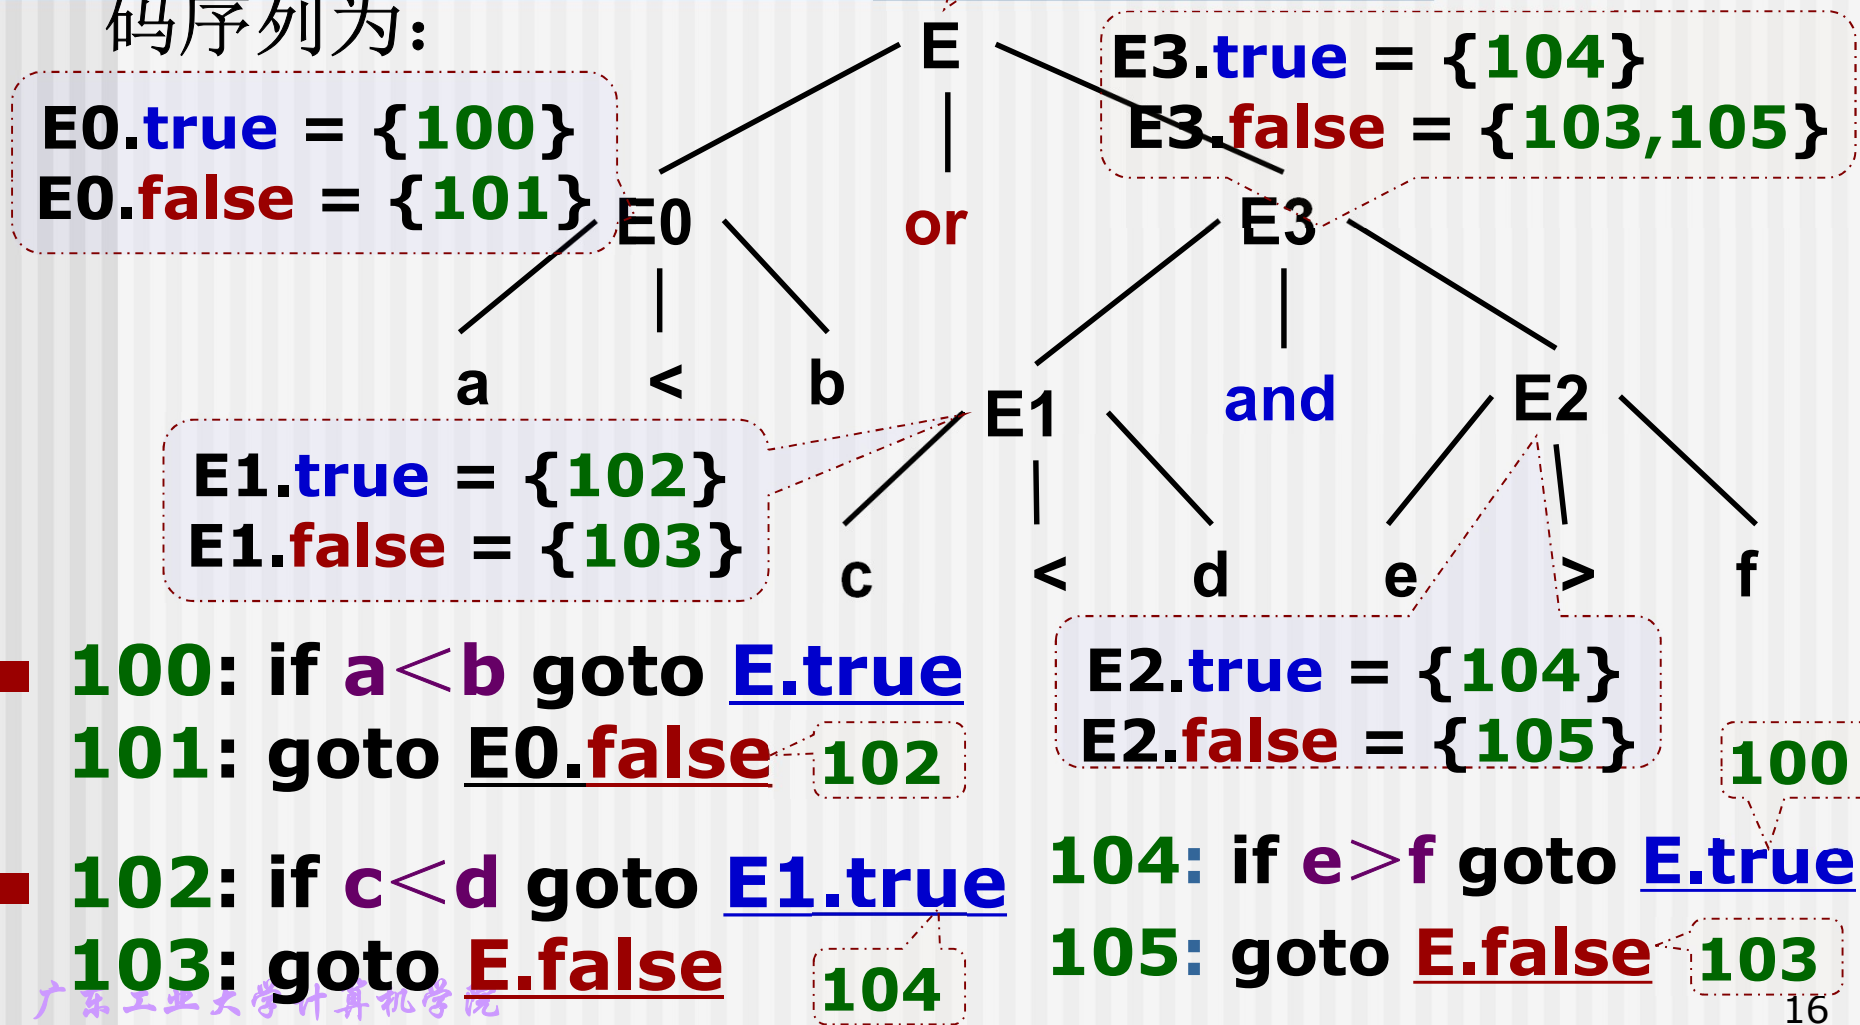 码序列为:
E
E3.true = {104}
E3.false = {103,105}
E0.true = {100}
E0.false = {101}
E0 or E3
a < b
E1 and E2
E1.true = {102}
E1.false = {103}
c < d e > f
100: if a<b goto E.true
101: goto E0.false
102
E2.true = {104}
E2.false = {105}
100
102: if c<d goto E1.true
103: goto E.false
104
104: if e>f goto E.true
105: goto E.false
103
广东工业大学计算机学院
16